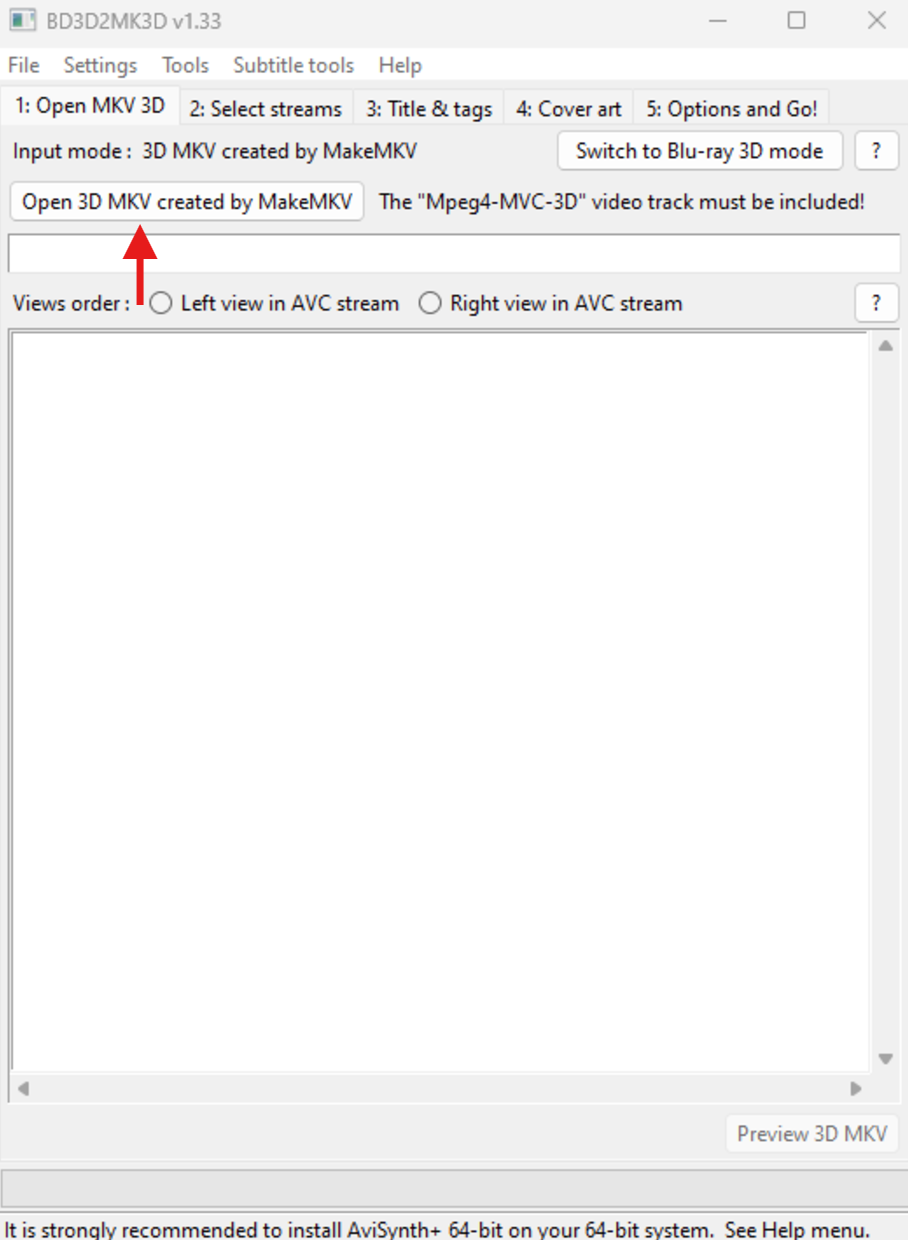 BD3D2MK3D v1.33
File Settings Tools Subtitle tools Help
1: Open MKV 3D 2: Select streams 3: Title & tags 4: Cover art 5: Options and Go!
Input mode : 3D MKV created by MakeMKV Switch to Blu-ray 3D mode ?
Open 3D MKV created by MakeMKV The "Mpeg4-MVC-3D" video track must be included!
Views order : Left view in AVC stream Right view in AVC stream ?
Preview 3D MKV
It is strongly recommended to install AviSynth+ 64-bit on your 64-bit system. See Help menu.